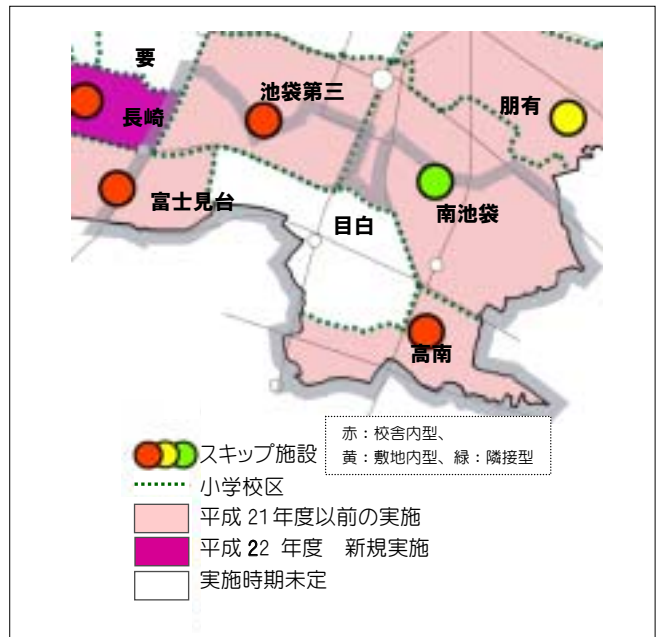 要
池袋第三
朋有
長崎
富士見台
南池袋
目白
高南
赤：校舎内型、
スキップ施設
黄：敷地内型、緑：隣接型
小学校区
平成 21年度以前の実施
平成 22 年度 新規実施
実施時期未定